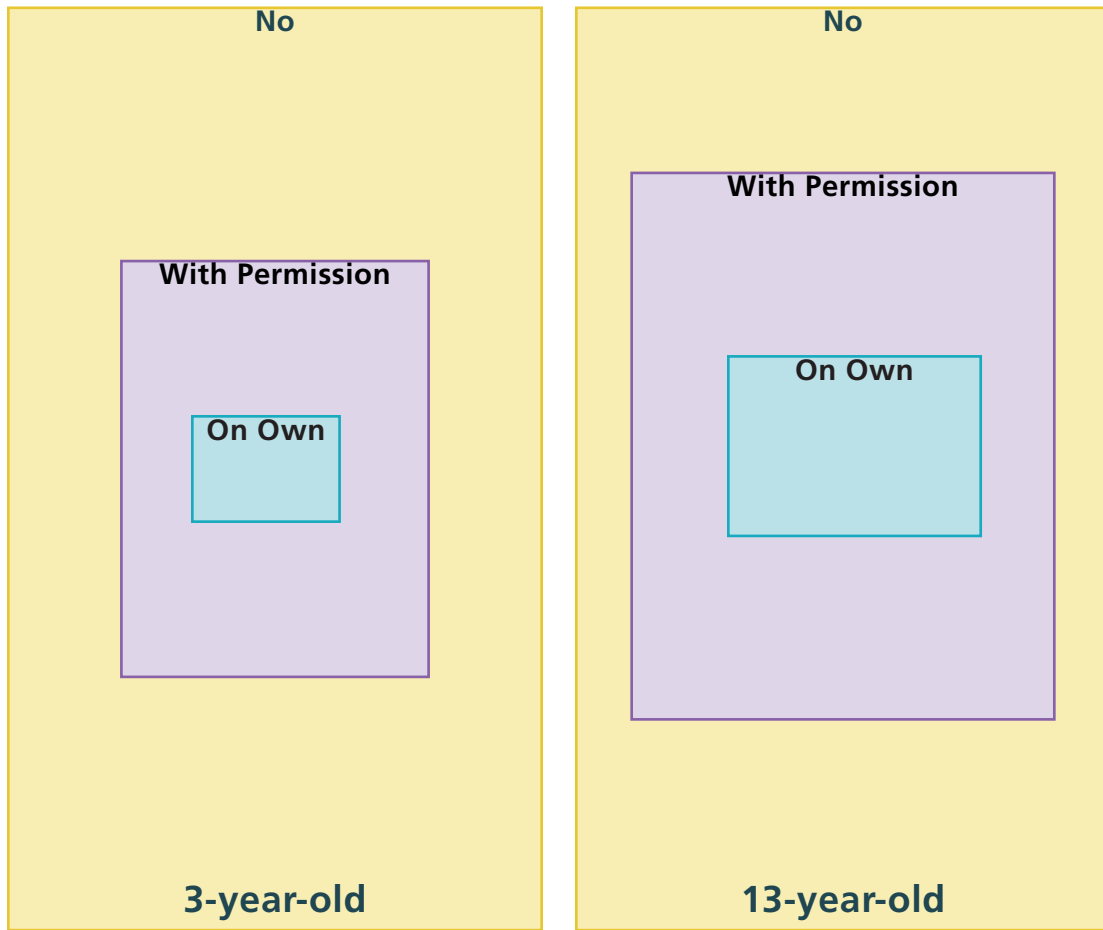 No
With Permission
On Own
3-year-old
No
With Permission
On Own
13-year-old